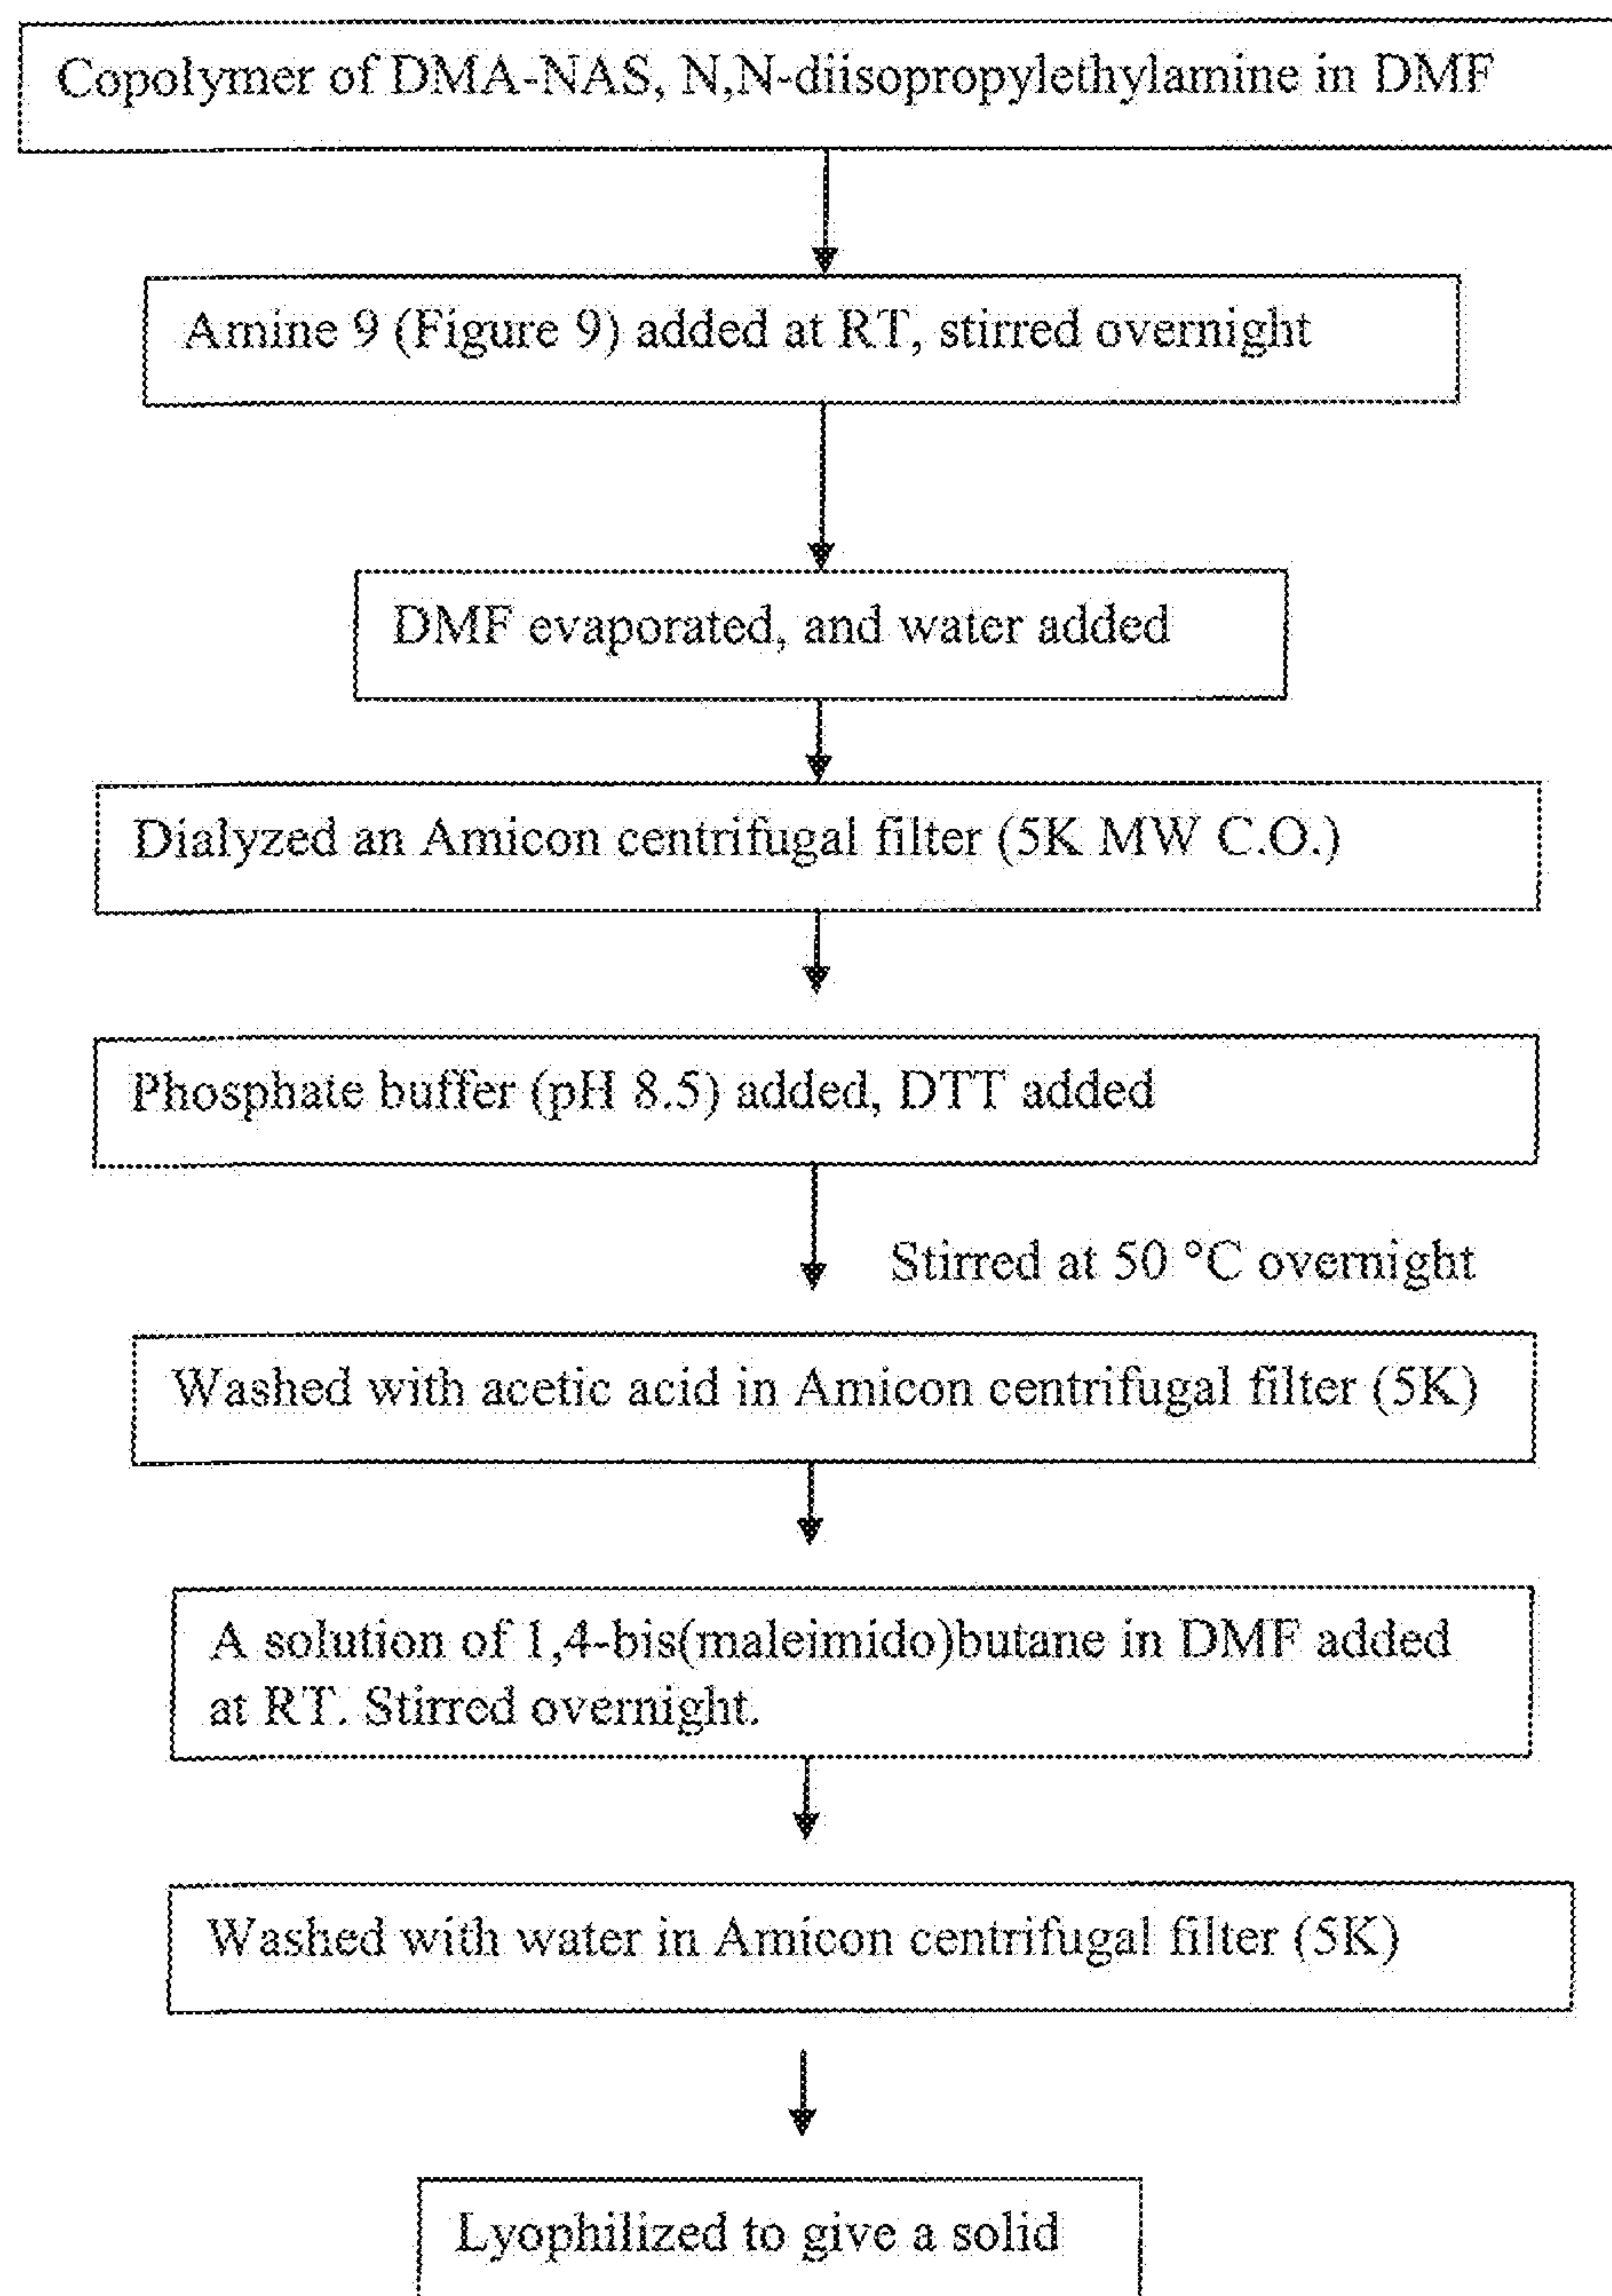 Copolymer of DMA-NAS, N,N-diisopropylethylamine in DMF
Amine 9 (Figure 9) added at RT, stirred overnight
DMF evaporated, and water added
Dialyzed an Amicon centrifugal filter (5K MW C.O.)
Phosphate buffer (pH 8.5) added, DTT added
Stirred at 50 °C overnight
Washed with acetic acid in Amicon centrifugal filter (5K)
A solution of 1,4-bis(maleimido)butane in DMF added
at RT. Stirred overnight.
Washed with water in Amicon centrifugal filter (5K)
Lyophilized to give a solid